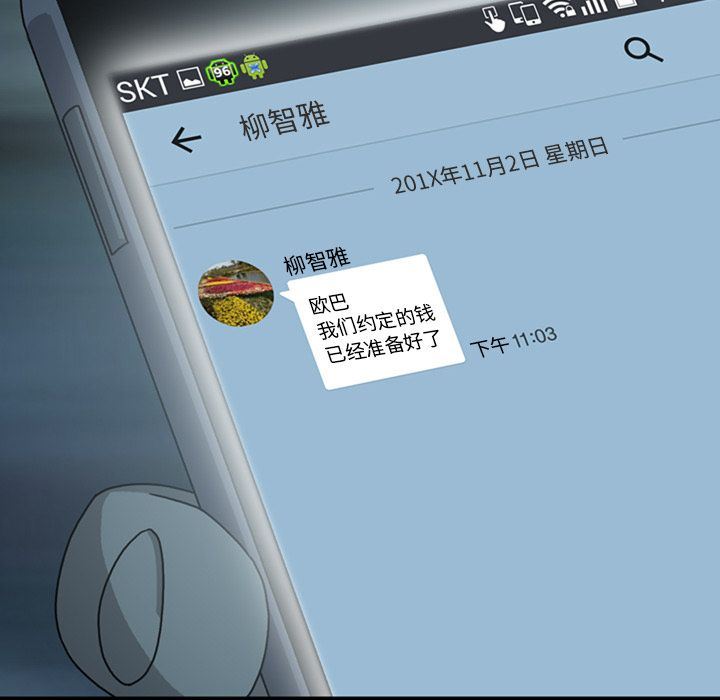 SKT 96
柳智雅
201X年11月2日 星期日
柳智雅
欧巴
我们约定的钱
已经准备好了
下午 11:03